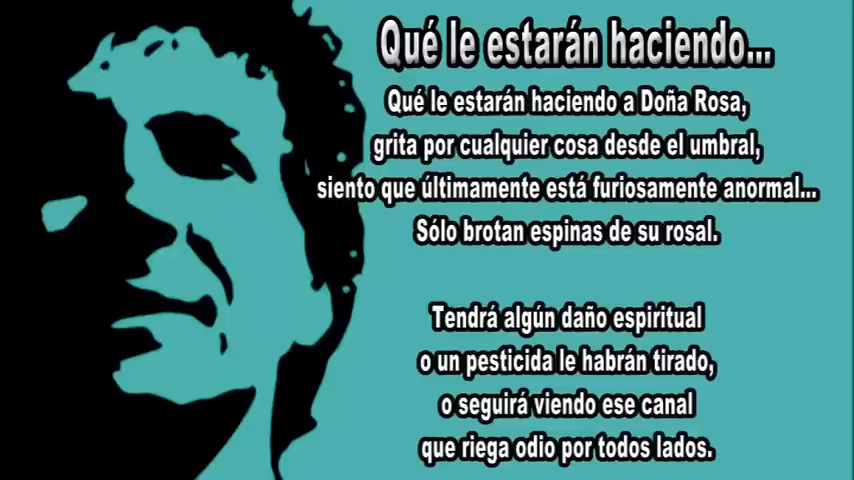 Qué le estarán haciendo...
Qué le estarán haciendo a Doña Rosa,
grita por cualquier cosa desde el umbral,
siento que últimamente está furiosamente anormal...
Sólo brotan espinas de su rosal.
Tendrá algún daño espiritual
o un pesticida le habrán tirado,
o seguirá viendo ese canal
que riega odio por todos lados.